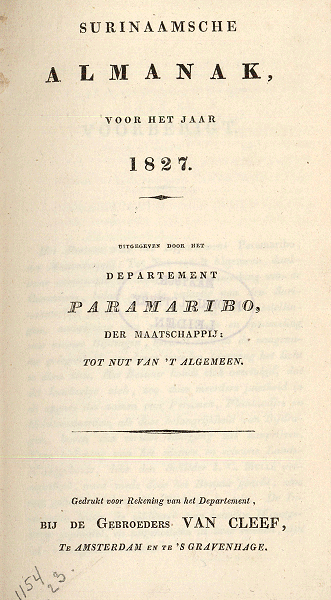 SURINAAMSCHE
ALMANAK,
VOOR HET JAAR
1827.
UITGEGEVEN DOOR HET
DEPARTEMENT
PARAMARIBO,
DER MAATSCHAPPIJ:
TOT NUT VAN 'T ALGEMEEN.
Gedrukt voor Rekening van het Departement,
BIJ DE GEBROEDERS VAN CLEEF,
TE AMSTERDAM EN TE 'S GRAVENHAGE.
1154
23.